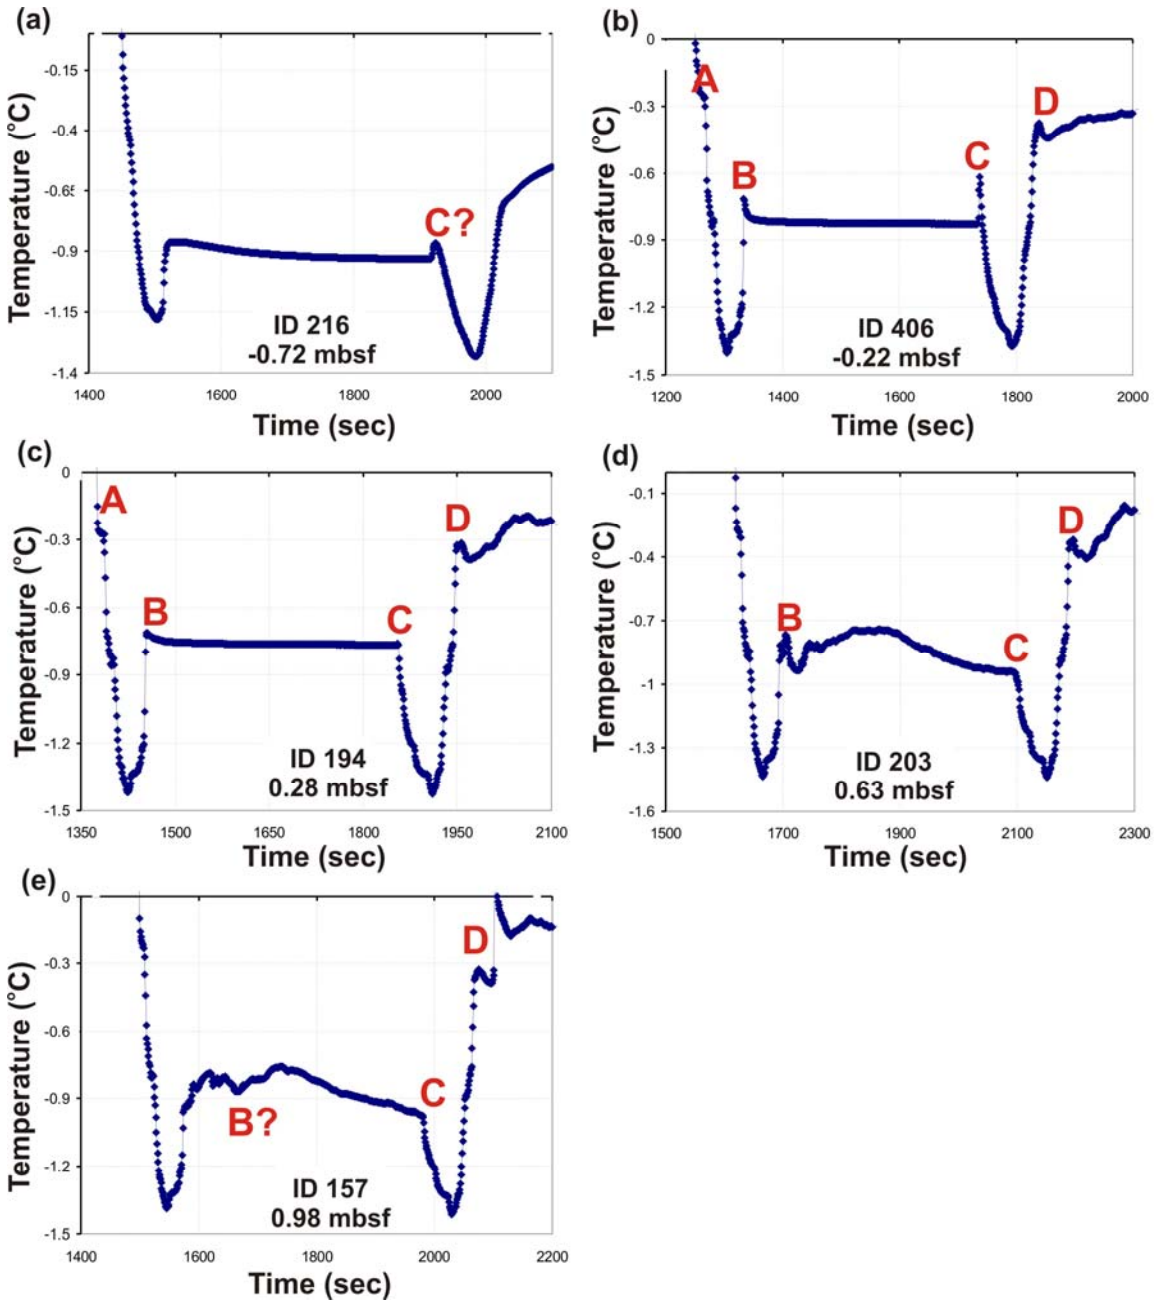 (a)
Temperature (°C)
-0.15
-0.4
-0.65
-0.9
-1.15
-1.4
C?
ID 216
-0.72 mbsf
1400
1600
1800
2000
Time (sec)
(b)
Temperature (°C)
0
-0.3
-0.6
-0.9
-1.2
-1.5
A
B
C
D
ID 406
-0.22 mbsf
1200
1400
1600
1800
2000
Time (sec)
(c)
Temperature (°C)
0
-0.3
-0.6
-0.9
-1.2
-1.5
A
B
C
D
ID 194
0.28 mbsf
1350
1500
1650
1800
1950
2100
Time (sec)
(d)
Temperature (°C)
-0.1
-0.4
-0.7
-1
-1.3
-1.6
B
C
D
ID 203
0.63 mbsf
1500
1700
1900
2100
2300
Time (sec)
(e)
Temperature (°C)
0
-0.3
-0.6
-0.9
-1.2
-1.5
B?
C
D
ID 157
0.98 mbsf
1400
1600
1800
2000
2200
Time (sec)